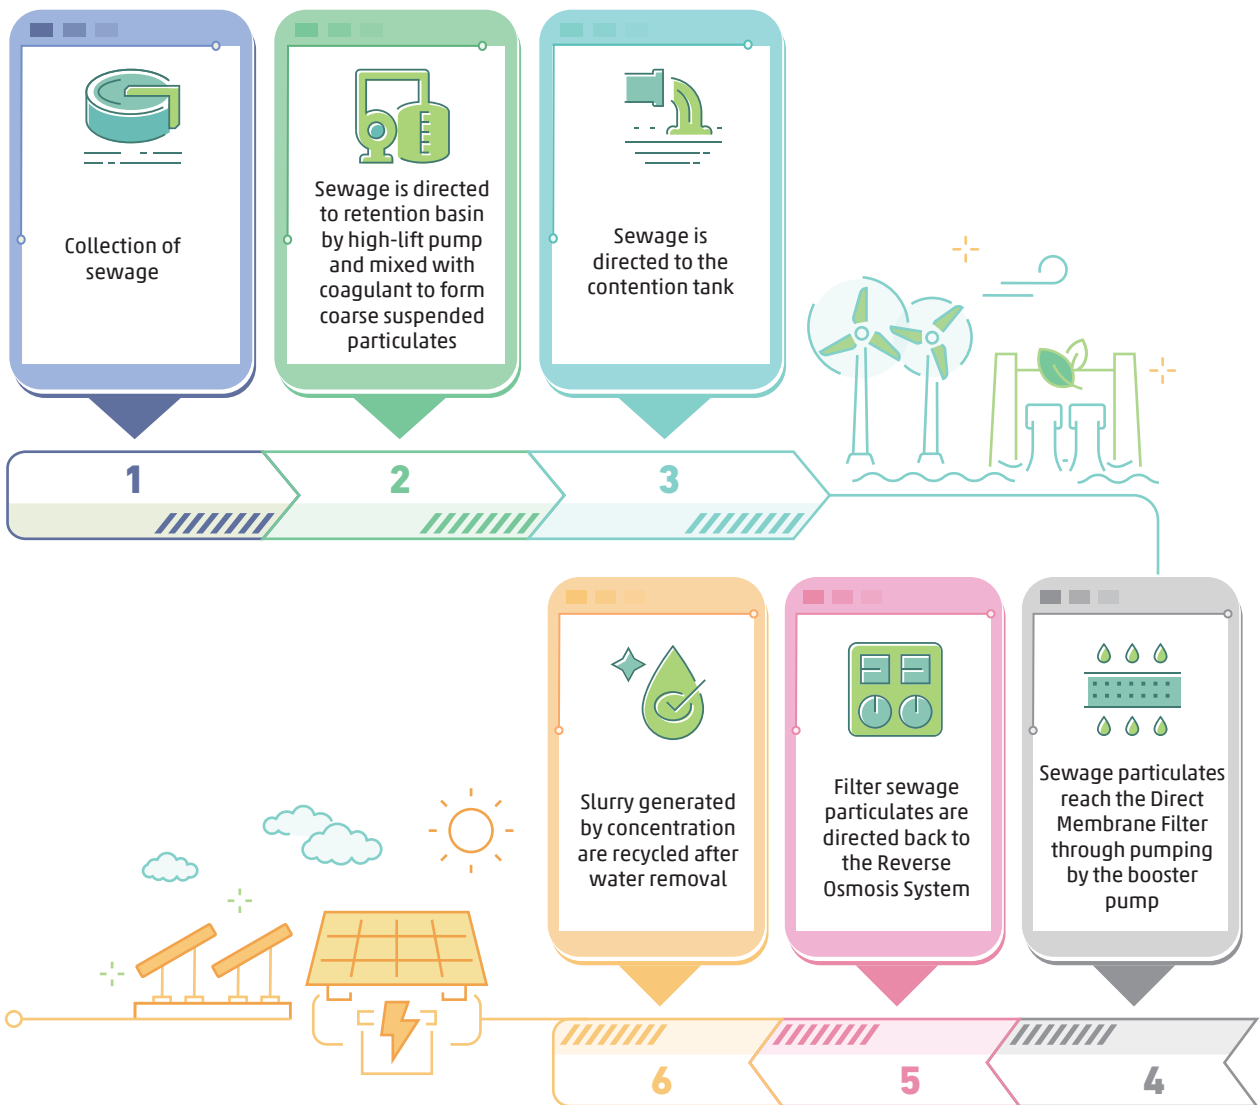 Collection of
sewage
Sewage is directed
to retention basin
by high-lift pump
and mixed with
coagulant to form
coarse suspended
particulates
Sewage is
directed to the
contention tank
1
2
3
Sewage particulates
reach the Direct
Membrane Filter
through pumping
by the booster
pump
Filter sewage
particulates are
directed back to
the Reverse
Osmosis System
Slurry generated
by concentration
are recycled after
water removal
4
5
6